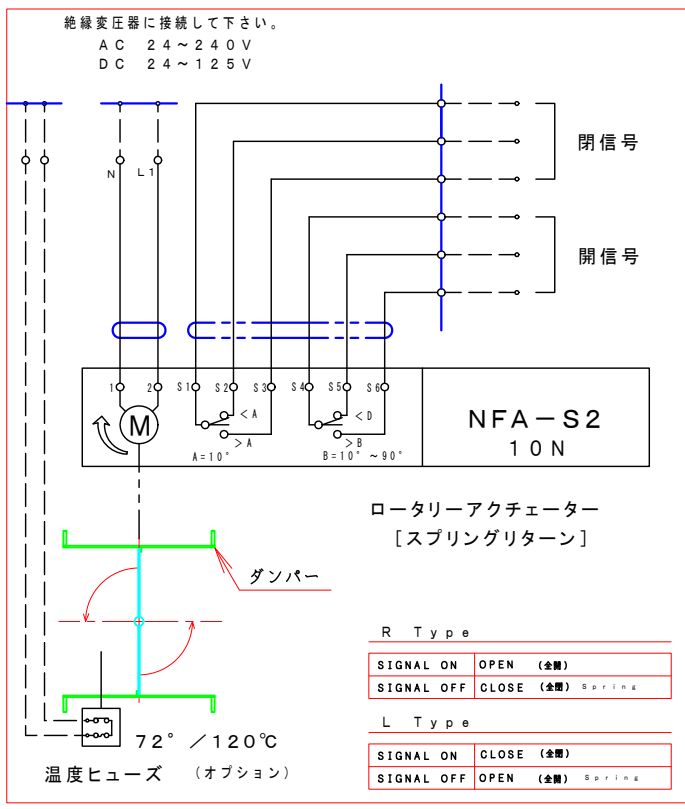 絶縁変圧器に接続して下さい。
AC 24~240V
DC 24~125V
閉信号
N L1
開信号
1 2 S1 S2 S3 S4 S5 S6
M
<A
>A
A=10°
<D
>B
B=10° ~90°
NFA-S2
10N
ロータリーアクチェーター
[スプリングリターン]
ダンパー
R Type
SIGNAL ON OPEN (全開)
SIGNAL OFF CLOSE (全閉) Spring
L Type
SIGNAL ON CLOSE (全閉)
SIGNAL OFF OPEN (全開) Spring
72° /120℃
温度ヒューズ (オプション)